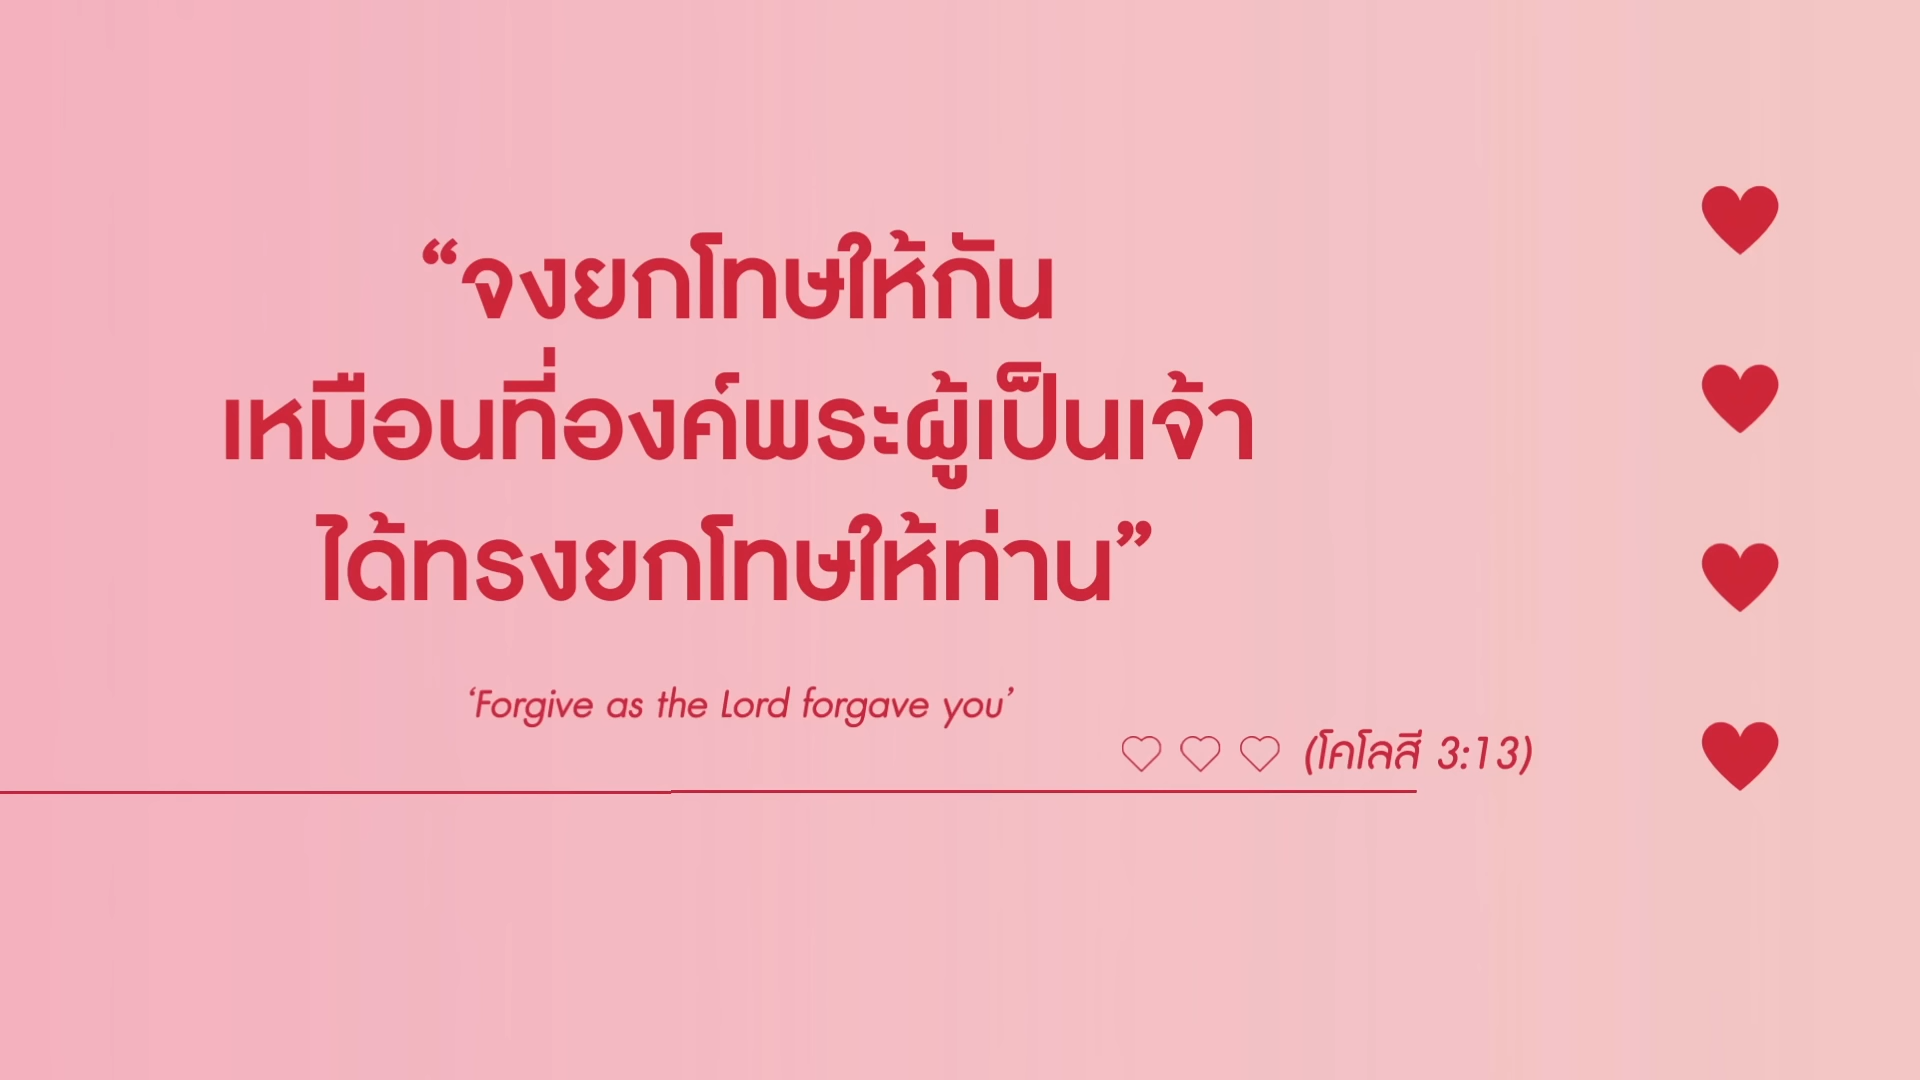 “จงยกโทษให้กัน
เหมือนที่องค์พระผู้เป็นเจ้า
ได้ทรงยกโทษให้ท่าน”
‘Forgive as the Lord forgave you’
(โคโลสี 3:13)